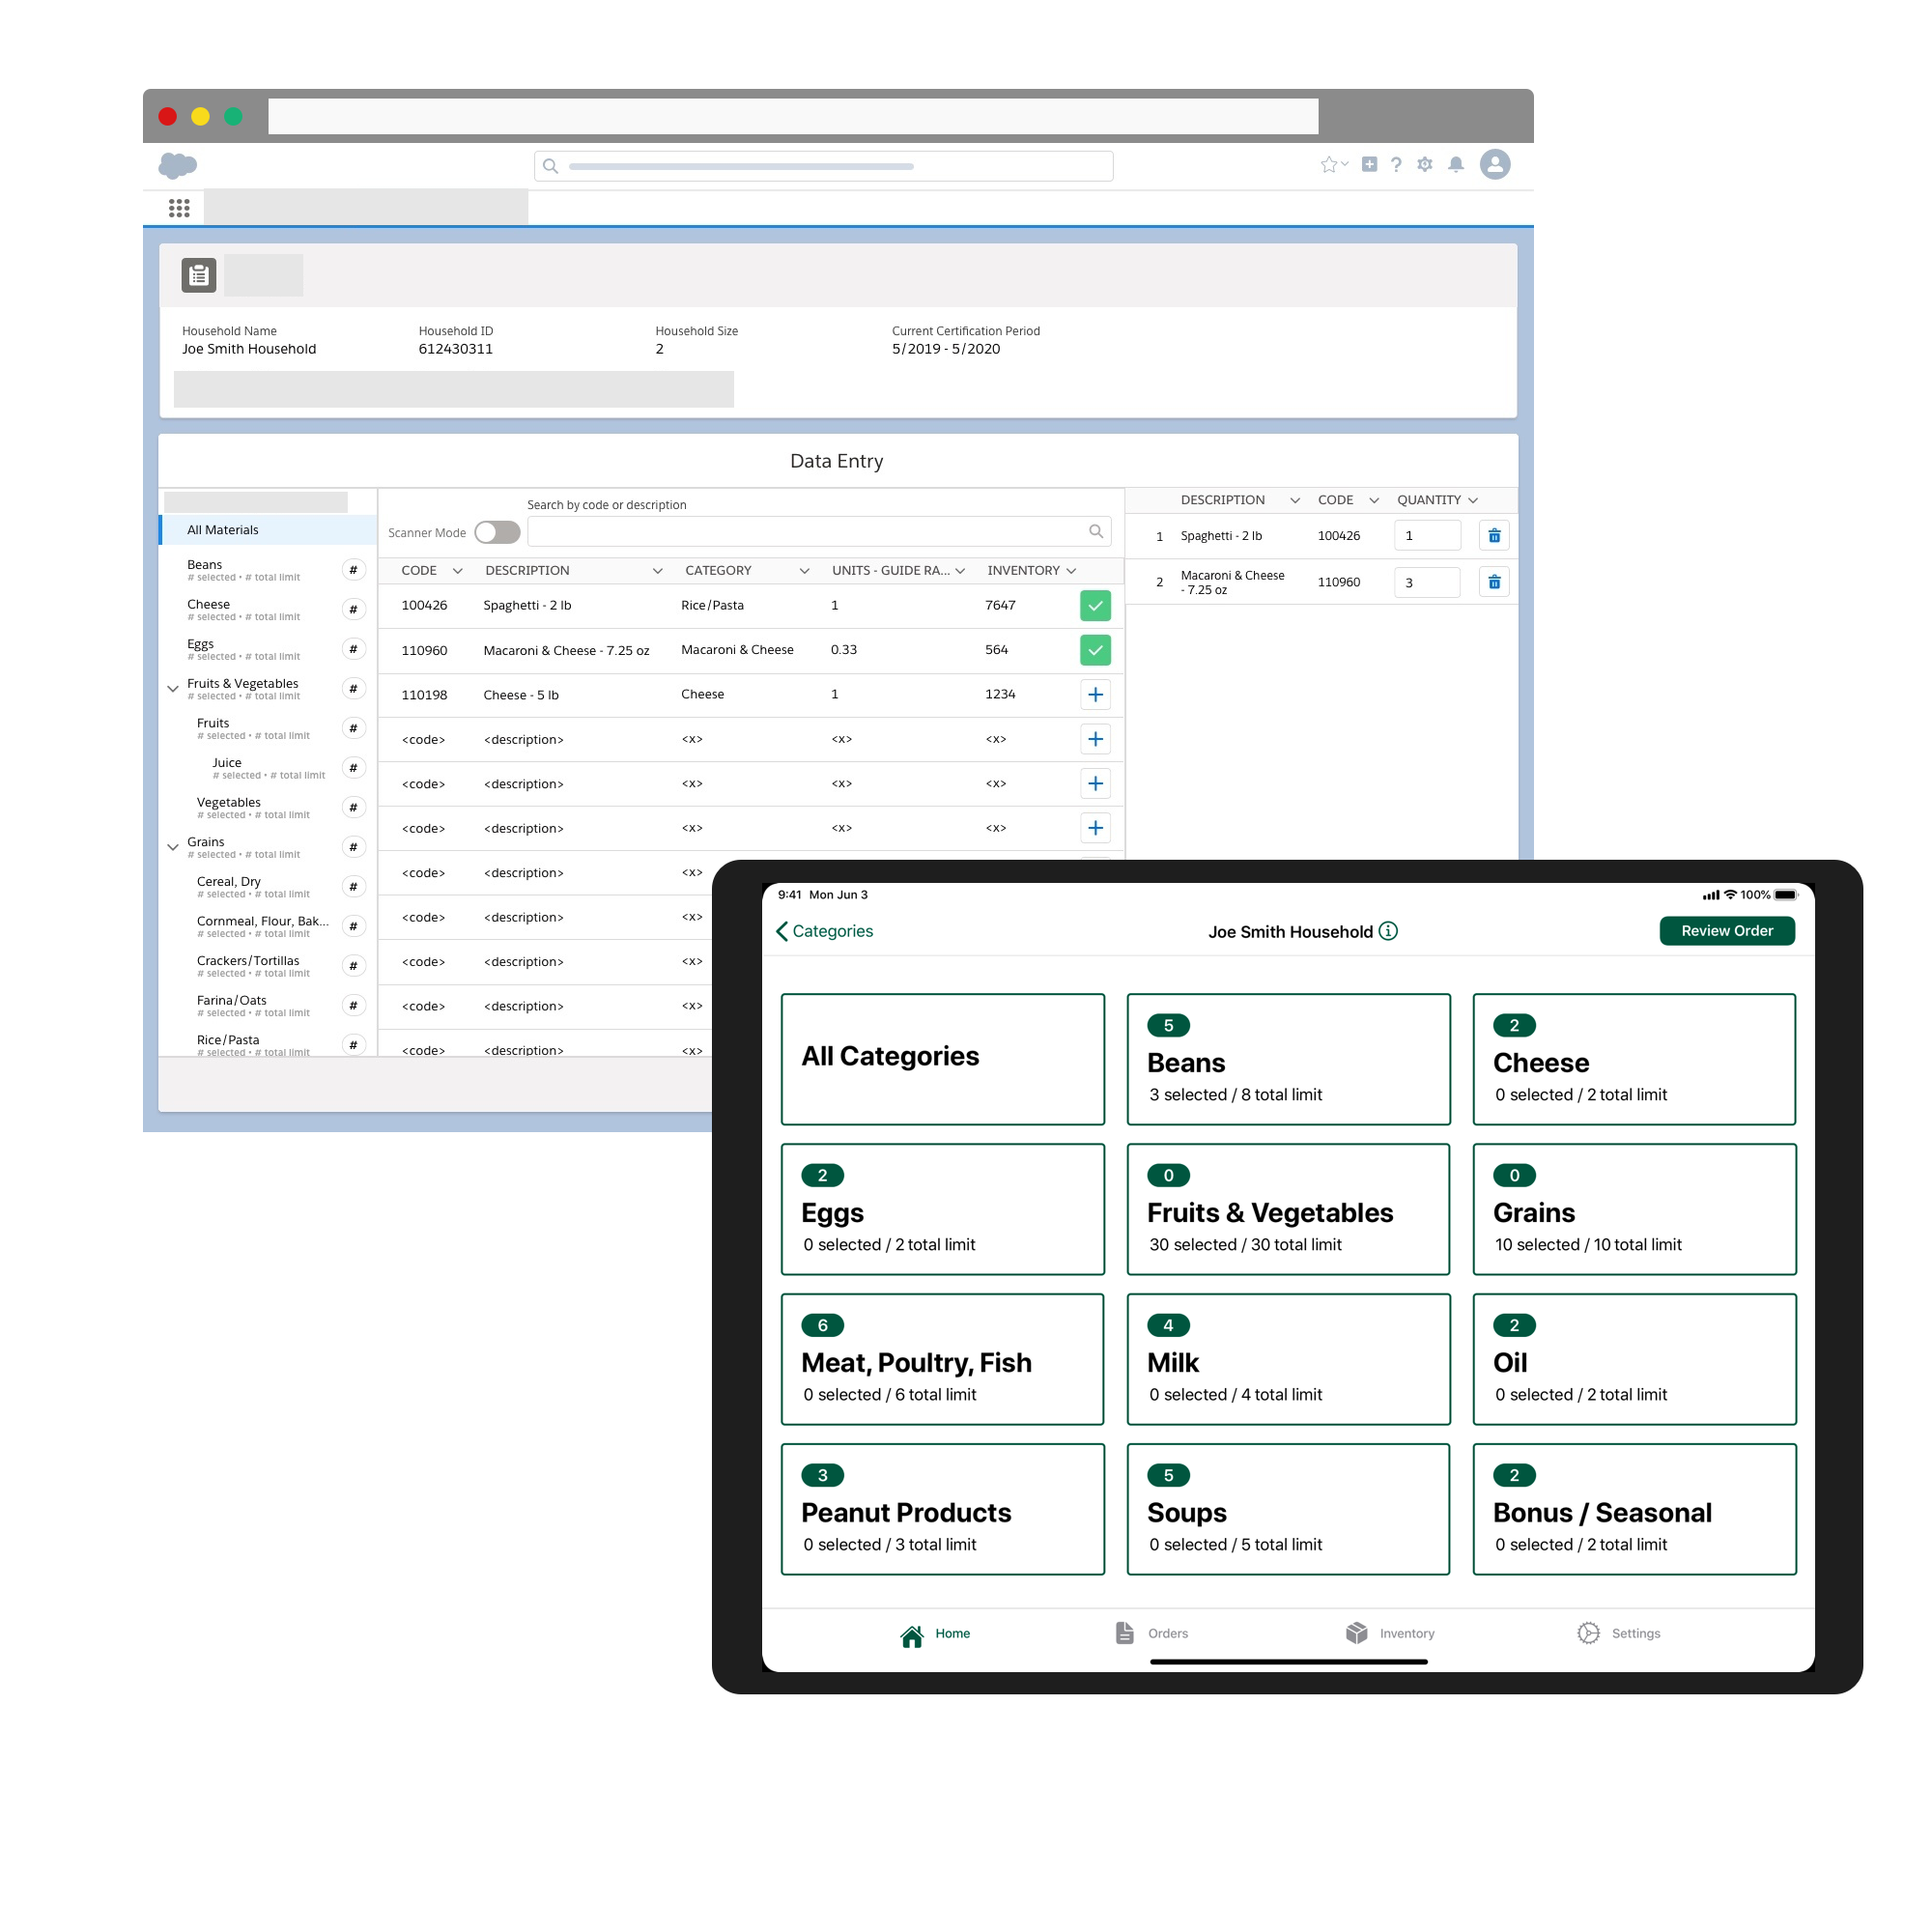 Household Name
Household ID
Household Size
Current Certification Period
Joe Smith Household
612430311
2
5/2019 - 5/2020
Data Entry
All Materials
Beans
# selected • # total limit
#
Cheese
# selected • # total limit
#
Eggs
# selected • # total limit
#
Fruits & Vegetables
# selected • # total limit
#
Fruits
# selected • # total limit
#
Juice
# selected • # total limit
#
Vegetables
# selected • # total limit
#
Grains
# selected • # total limit
#
Cereal, Dry
# selected • # total limit
#
Cornmeal, Flour, Bak...
# selected • # total limit
#
Crackers/Tortillas
# selected • # total limit
#
Farina/Oats
# selected • # total limit
#
Rice/Pasta
# selected • # total limit
#
Search by code or description
Scanner Mode
CODE DESCRIPTION CATEGORY UNITS - GUIDE RA... INVENTORY
100426 Spaghetti - 2 lb Rice/Pasta 1 7647
110960 Macaroni & Cheese - 7.25 oz Macaroni & Cheese 0.33 564
110198 Cheese - 5 lb Cheese 1 1234
<code> <description> <x> <x> <x>
<code> <description> <x> <x> <x>
<code> <description> <x> <x> <x>
<code> <description> <x>
<code> <description> <x>
<code> <description> <x>
<code> <description> <x>
<code> <description> <x>
DESCRIPTION CODE QUANTITY
1 Spaghetti - 2 lb 100426 1
2 Macaroni & Cheese
- 7.25 oz 110960 3
9:41 Mon Jun 3
100%
Categories
Joe Smith Household
Review Order
All Categories
5
Beans
3 selected / 8 total limit
2
Cheese
0 selected / 2 total limit
2
Eggs
0 selected / 2 total limit
0
Fruits & Vegetables
30 selected / 30 total limit
0
Grains
10 selected / 10 total limit
6
Meat, Poultry, Fish
0 selected / 6 total limit
4
Milk
0 selected / 4 total limit
2
Oil
0 selected / 2 total limit
3
Peanut Products
0 selected / 3 total limit
5
Soups
0 selected / 5 total limit
2
Bonus / Seasonal
0 selected / 2 total limit
Home
Orders
Inventory
Settings